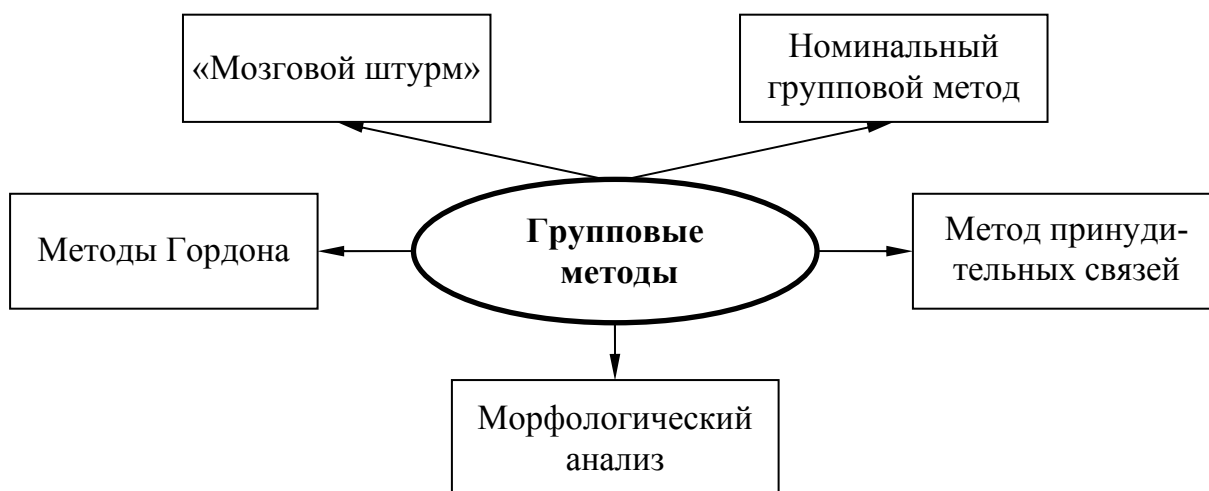 «Мозговой штурм»
Номинальный
групповой метод
Методы Гордона
Групповые
методы
Метод принуди-
тельных связей
Морфологический
анализ